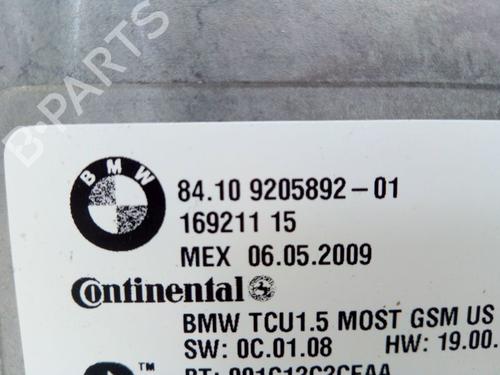 B-PARTS
BMW
84.10 9205892-01
169211 15
MEX 06.05.2009
Continental
BMW TCU1.5 MOST GSM US
SW: 0C.01.08 HW: 19.00.
TM